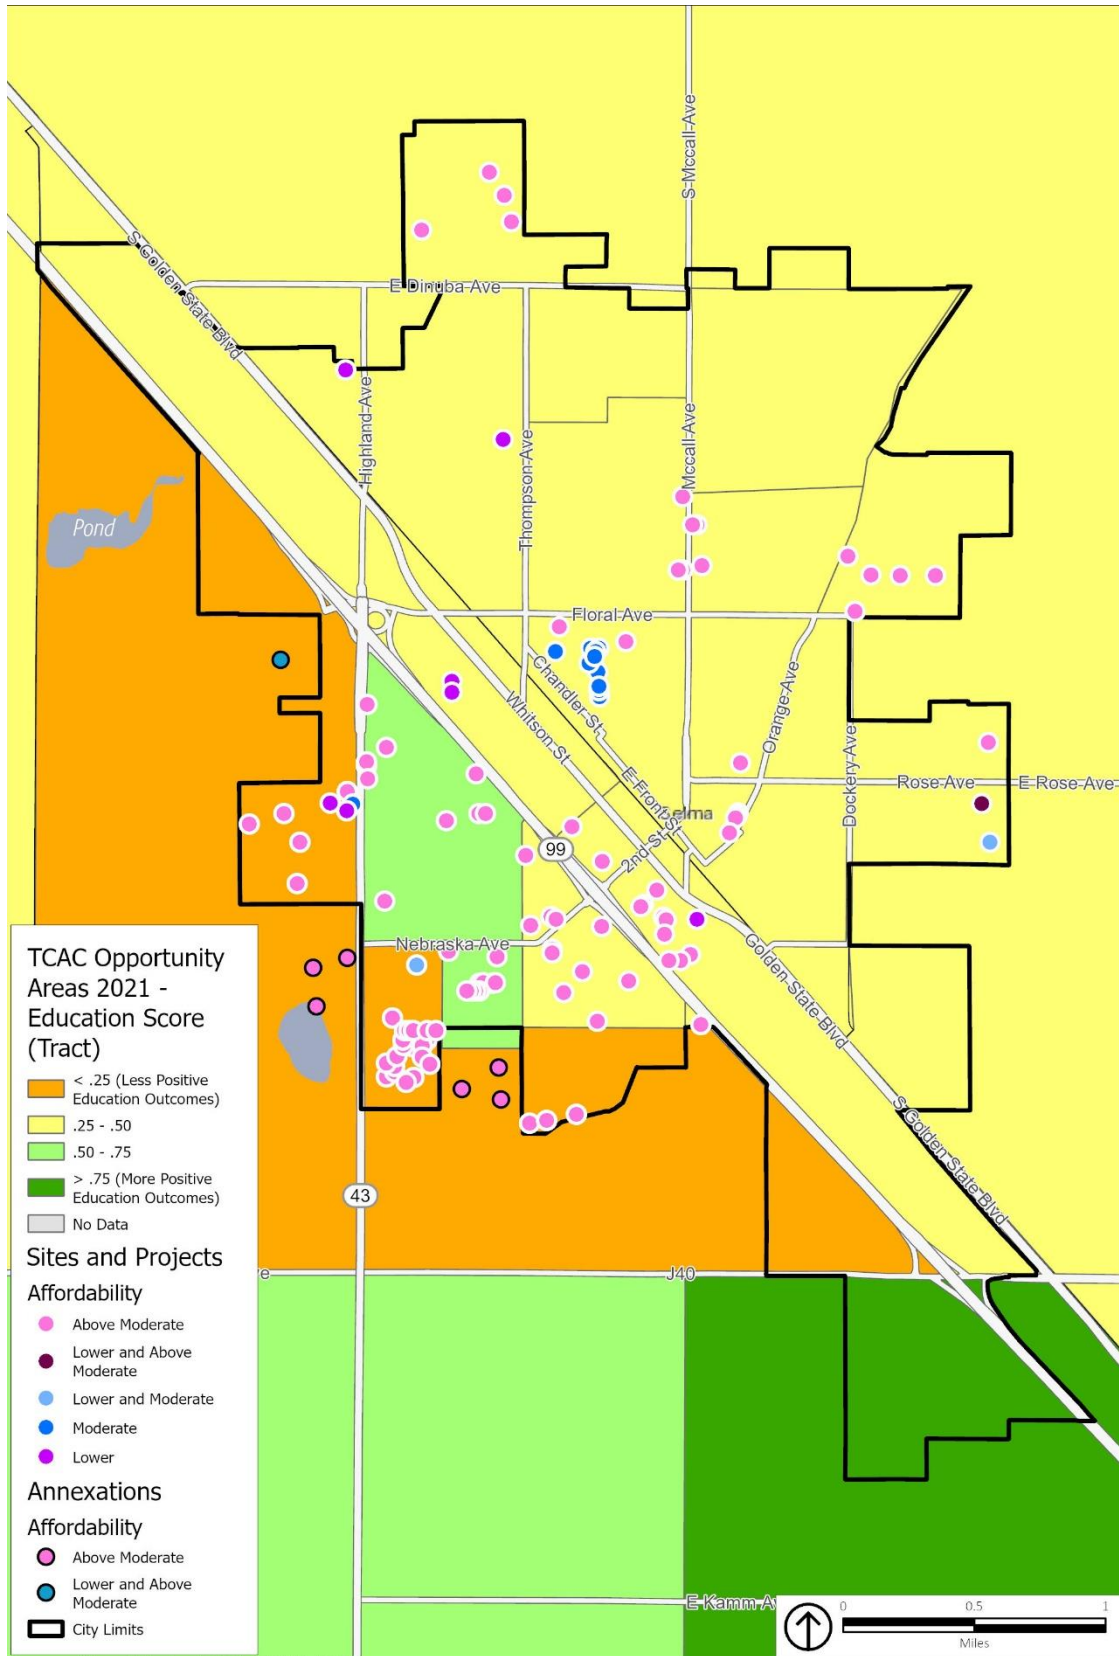 S Mccall Ave
S Golden State Blvd
E Dinuba Ave
Highland Ave
Thompson Ave
Mccall Ave
Pond
Floral Ave
Chandler St
Whitson St
Orange Ave
E Front St
Dockery Ave
Rose Ave
E Rose Ave
Selma
99
2nd St
Nebraska Ave
Golden State Blvd
S Golden State Blvd
43
J40
E Kamm Av
TCAC Opportunity
Areas 2021 -
Education Score
(Tract)
< .25 (Less Positive
Education Outcomes)
.25 - .50
.50 - .75
> .75 (More Positive
Education Outcomes)
No Data
Sites and Projects
Affordability
Above Moderate
Lower and Above
Moderate
Lower and Moderate
Moderate
Lower
Annexations
Affordability
Above Moderate
Lower and Above
Moderate
City Limits
0 0.5 1
Miles